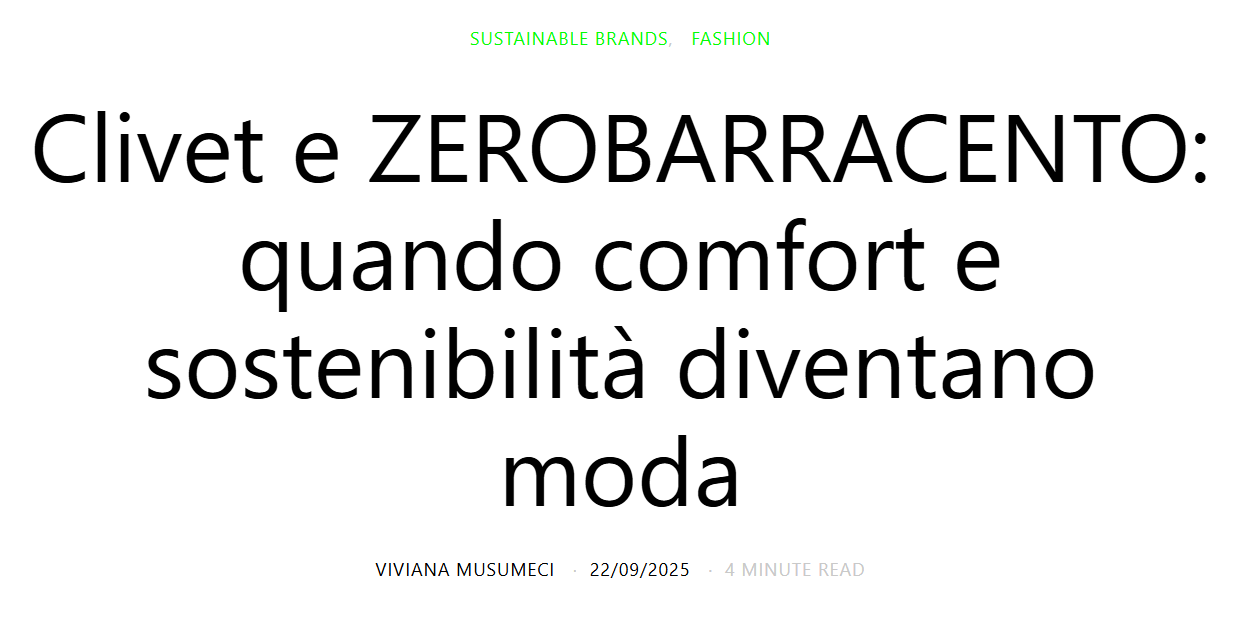 SUSTAINABLE BRANDS, FASHION
Clivet e ZEROBARRACENTO:
quando comfort e
sostenibilità diventano
moda
VIVIANA MUSUMECI · 22/09/2025 · 4 MINUTE READ